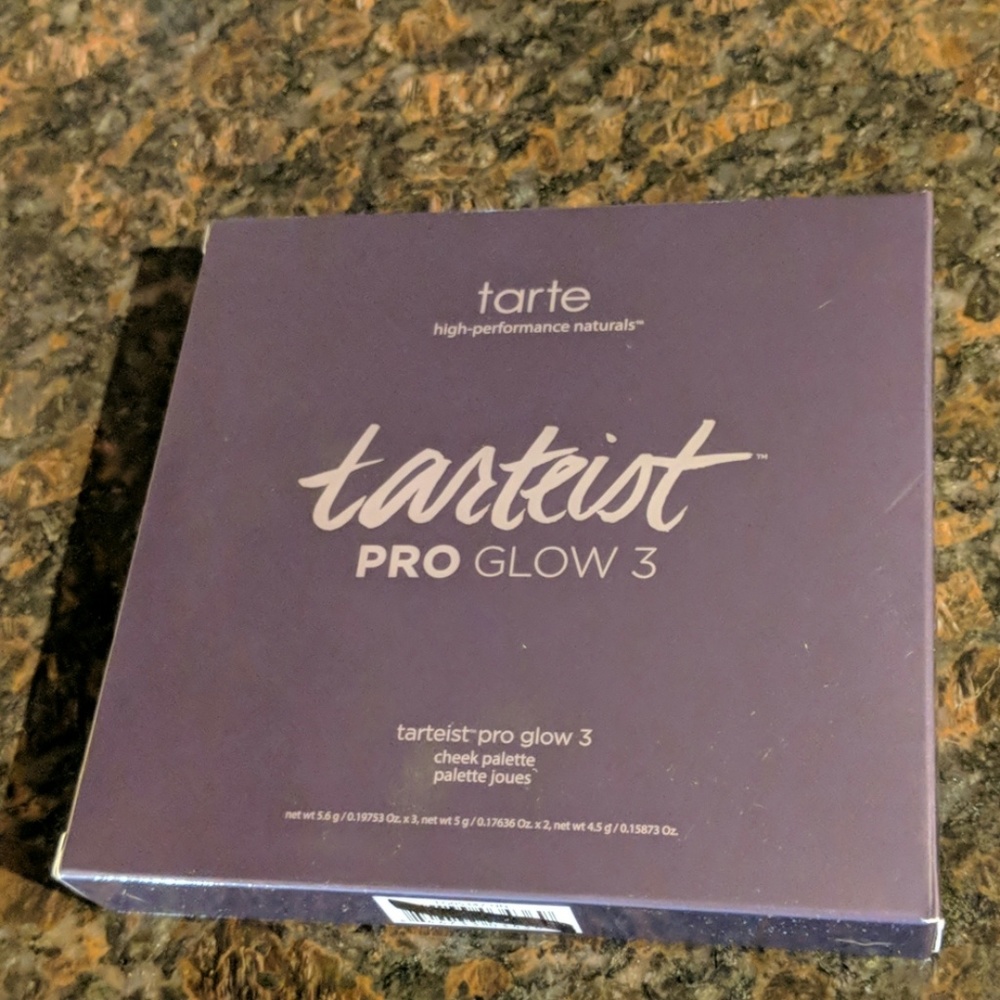 tarte
high-performance naturals™
tarteist™
PRO GLOW 3
tarteist™ pro glow 3
cheek palette
palette joues
net wt 5.6 g / 0.19753 Oz. x 3, net wt 5 g / 0.17636 Oz. x 2, net wt 4.5 g / 0.15873 Oz.